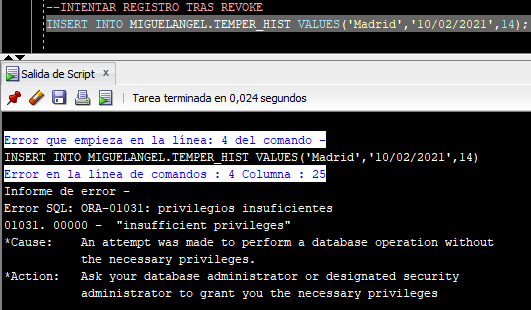 --INTENTAR REGISTRO TRAS REVOKE
INSERT INTO MIGUELANGEL.TEMPER_HIST VALUES('Madrid','10/02/2021',14);
Salida de Script x
Tarea terminada en 0,024 segundos
Error que empieza en la línea: 4 del comando -
INSERT INTO MIGUELANGEL.TEMPER_HIST VALUES('Madrid','10/02/2021',14)
Error en la línea de comandos : 4 Columna : 25
Informe de error -
Error SQL: ORA-01031: privilegios insuficientes
01031. 00000 -  "insufficient privileges"
*Cause:    An attempt was made to perform a database operation without
           the necessary privileges.
*Action:   Ask your database administrator or designated security
           administrator to grant you the necessary privileges